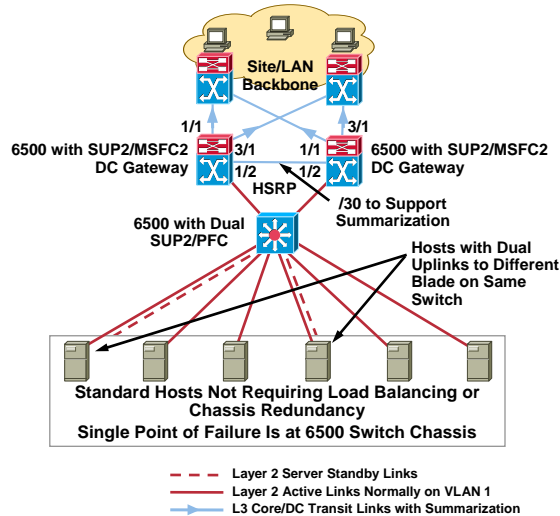 Site/LAN
Backbone
1/1
3/1
6500 with SUP2/MSFC2
DC Gateway
3/1
1/1
6500 with SUP2/MSFC2
DC Gateway
1/2
1/2
HSRP
/30 to Support
Summarization
6500 with Dual
SUP2/PFC
Hosts with Dual
Uplinks to Different
Blade on Same
Switch
Standard Hosts Not Requiring Load Balancing or
Chassis Redundancy
Single Point of Failure Is at 6500 Switch Chassis
Layer 2 Server Standby Links
Layer 2 Active Links Normally on VLAN 1
L3 Core/DC Transit Links with Summarization